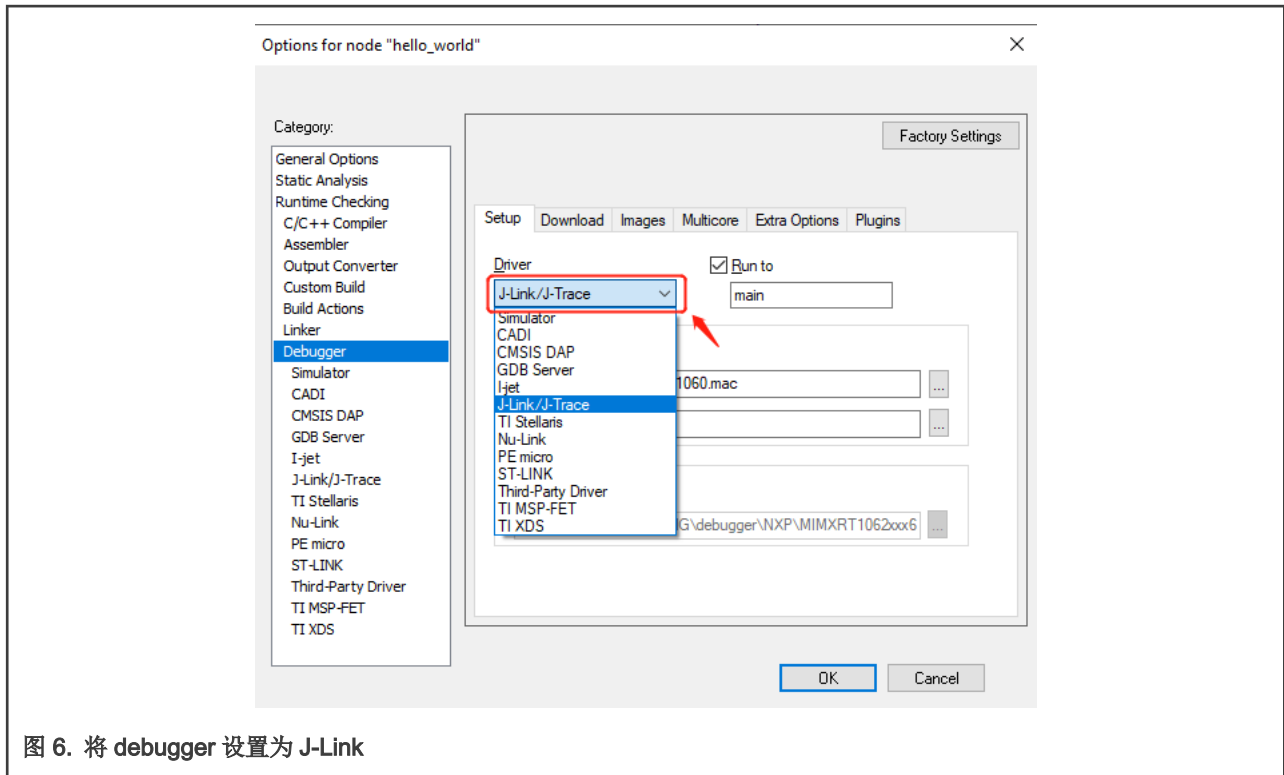 Options for node "hello_world"
Category:
Factory Settings
General Options
Static Analysis
Runtime Checking
C/C++ Compiler
Assembler
Output Converter
Custom Build
Build Actions
Linker
Debugger
Simulator
CADI
CMSIS DAP
GDB Server
I-jet
J-Link/J-Trace
TI Stellaris
Nu-Link
PE micro
ST-LINK
Third-Party Driver
TI MSP-FET
TI XDS
Setup Download Images Multicore Extra Options Plugins
Driver
Run to
J-Link/J-Trace
main
Simulator
CADI
CMSIS DAP
GDB Server
I-jet
J-Link/J-Trace
TI Stellaris
Nu-Link
PE micro
ST-LINK
Third-Party Driver
TI MSP-FET
TI XDS
1060.mac
...
...
G\debugger\NXP\MIMXRT1062xxx6
...
OK
Cancel
图 6. 将 debugger 设置为 J-Link